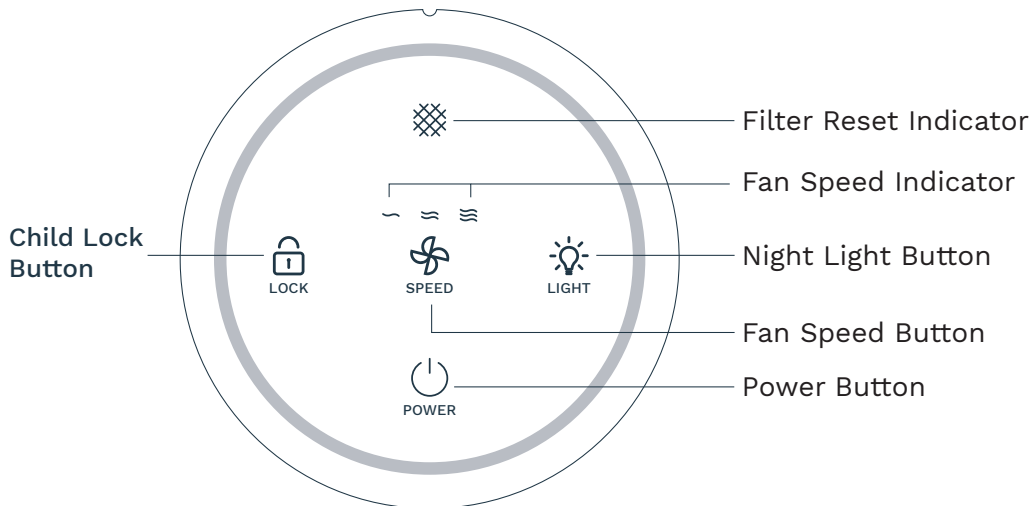 Filter Reset Indicator
Fan Speed Indicator
Child Lock
Button
LOCK
SPEED
LIGHT
Night Light Button
Fan Speed Button
POWER
Power Button